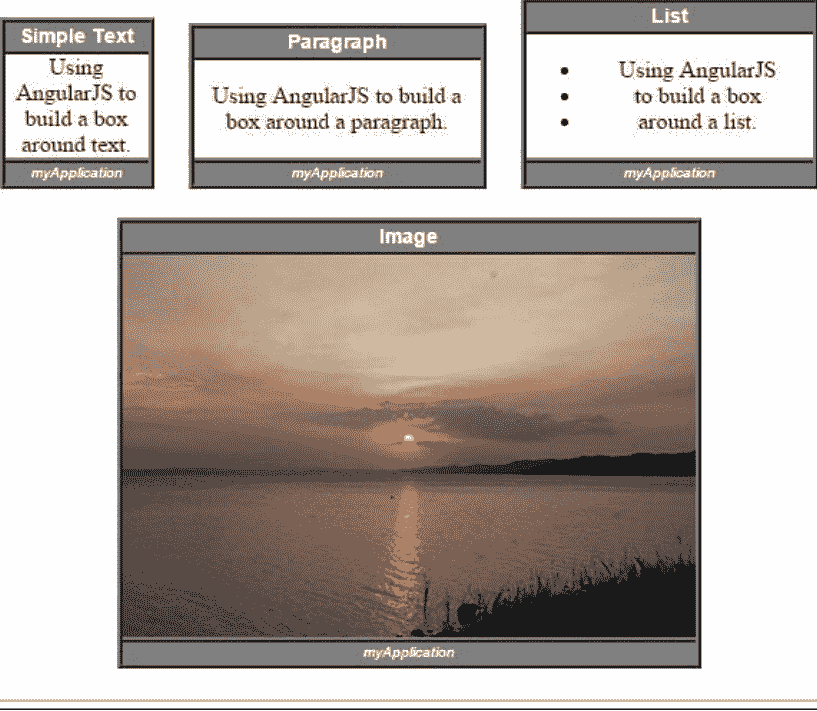 Simple Text
Using
AngularJS to
build a box
around text.
myApplication
Paragraph
Using AngularJS to build a
box around a paragraph.
myApplication
List
Using AngularJS
to build a box
around a list.
myApplication
Image
myApplication